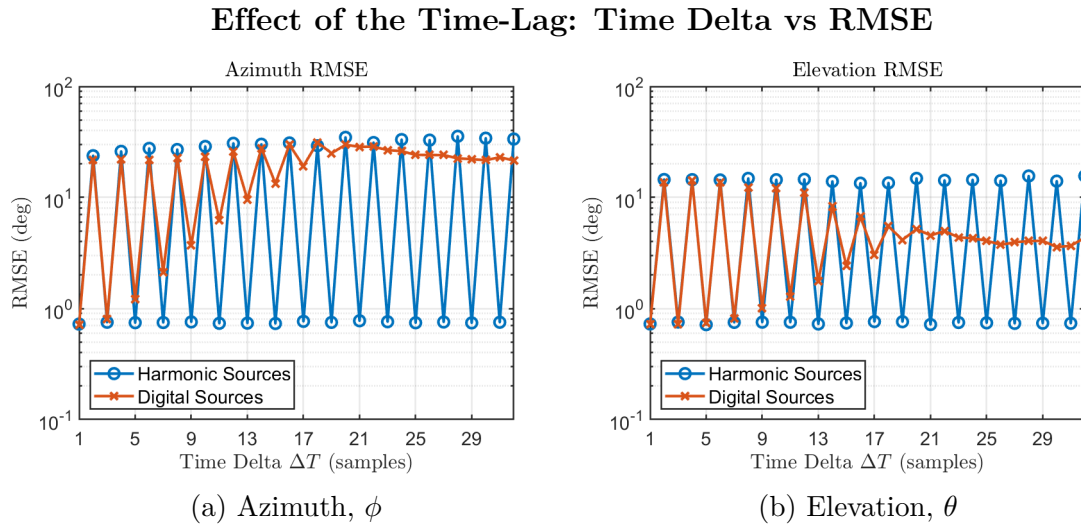 Effect of the Time-Lag: Time Delta vs RMSE
Azimuth RMSE
RMSE (deg)
10^2
10^1
10^0
10^-1
Harmonic Sources
Digital Sources
1 5 9 13 17 21 25 29
Time Delta ΔT (samples)
(a) Azimuth, ϕ
Elevation RMSE
RMSE (deg)
10^2
10^1
10^0
10^-1
Harmonic Sources
Digital Sources
1 5 9 13 17 21 25 29
Time Delta ΔT (samples)
(b) Elevation, θ